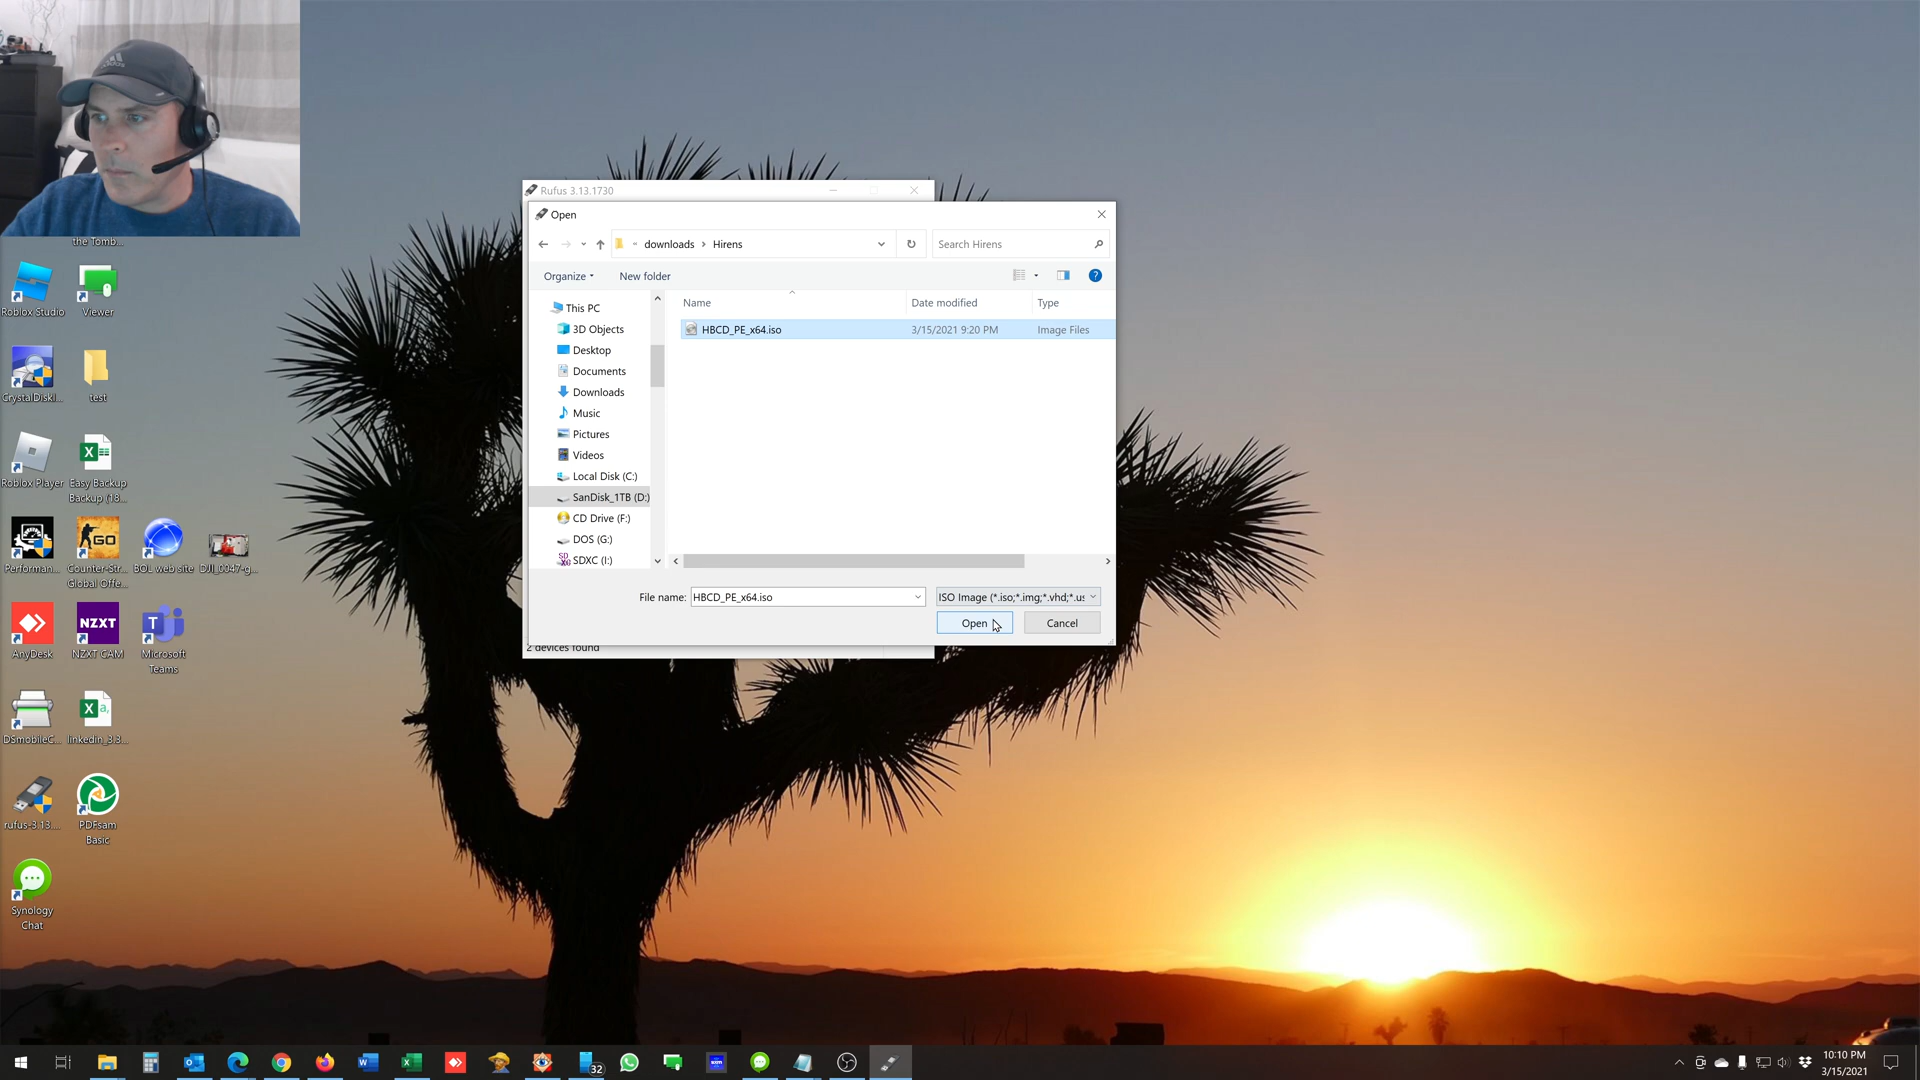 the Tomb...
Roblox Studio
Viewer
CrystalDiskI...
test
Roblox Player
Easy Backup
Backup (18...
Performan...
Counter-Str...
Global Offe...
BOL web site
DJI_0047-g...
AnyDesk
NZXT
NZXT CAM
Microsoft
Teams
DSmobileC...
linkedin_3.3...
rufus-3.13....
PDFsam
Basic
Synology
Chat
Rufus 3.13.1730
Open
« downloads › Hirens
Search Hirens
Organize
New folder
This PC
3D Objects
Desktop
Documents
Downloads
Music
Pictures
Videos
Local Disk (C:)
SanDisk_1TB (D:)
CD Drive (F:)
DOS (G:)
SDXC (I:)
Name
Date modified
Type
HBCD_PE_x64.iso
3/15/2021 9:20 PM
Image Files
File name:
HBCD_PE_x64.iso
ISO Image (*.iso;*.img;*.vhd;*.us
Open
Cancel
2 devices found
32
10:10 PM
3/15/2021